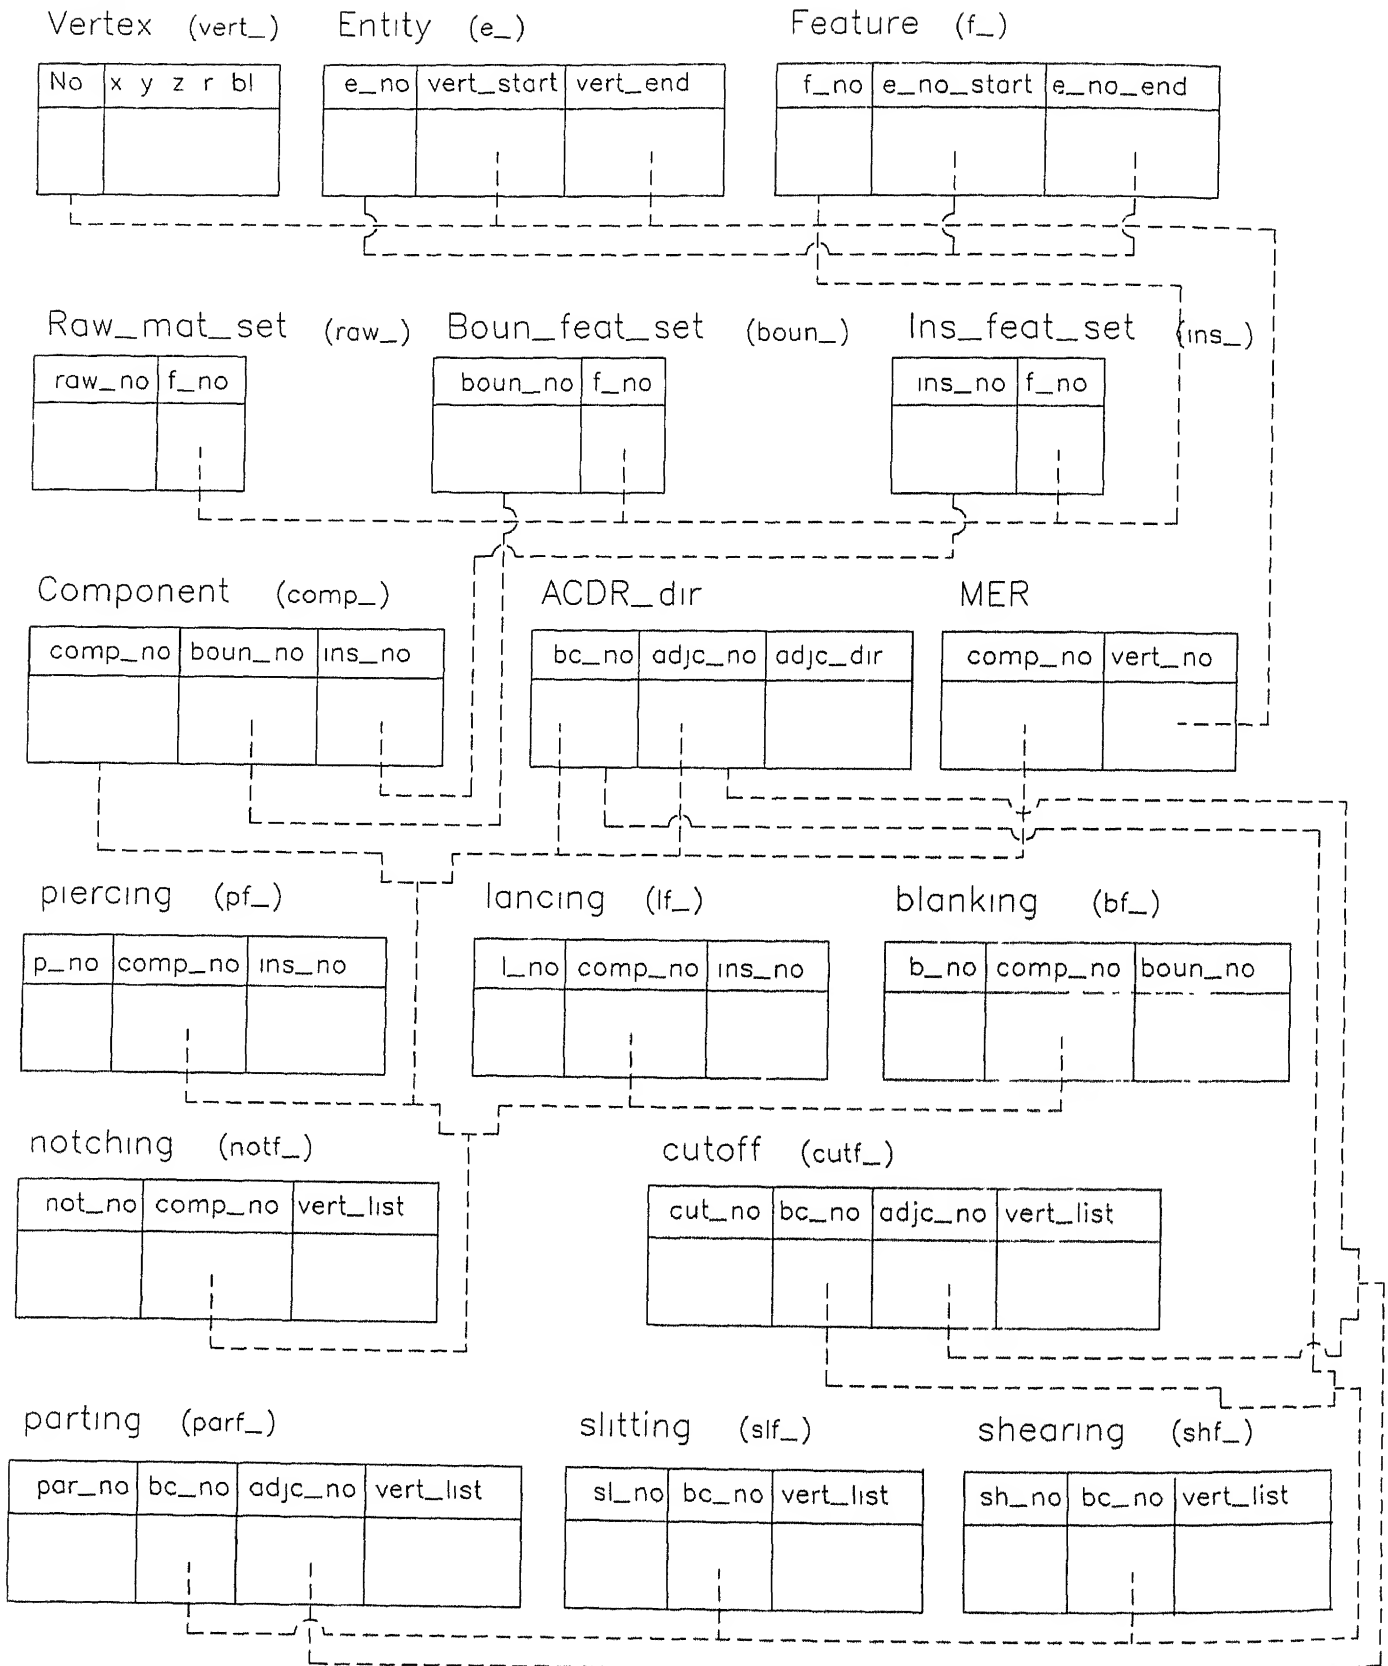 Vertex (vert_) Entity (e_) Feature (f_)
No x y z r bl e_no vert_start vert_end f_no e_no_start e_no_end
Raw_mat_set (raw_) Boun_feat_set (boun_) Ins_feat_set (ins_)
raw_no f_no boun_no f_no ins_no f_no
Component (comp_) ACDR_dir MER
comp_no boun_no ins_no bc_no adjc_no adjc_dir comp_no vert_no
piercing (pf_) lancing (lf_) blanking (bf_)
p_no comp_no ins_no l_no comp_no ins_no b_no comp_no boun_no
notching (notf_) cutoff (cutf_)
not_no comp_no vert_list cut_no bc_no adjc_no vert_list
parting (parf_) slitting (slf_) shearing (shf_)
par_no bc_no adjc_no vert_list sl_no bc_no vert_list sh_no bc_no vert_list